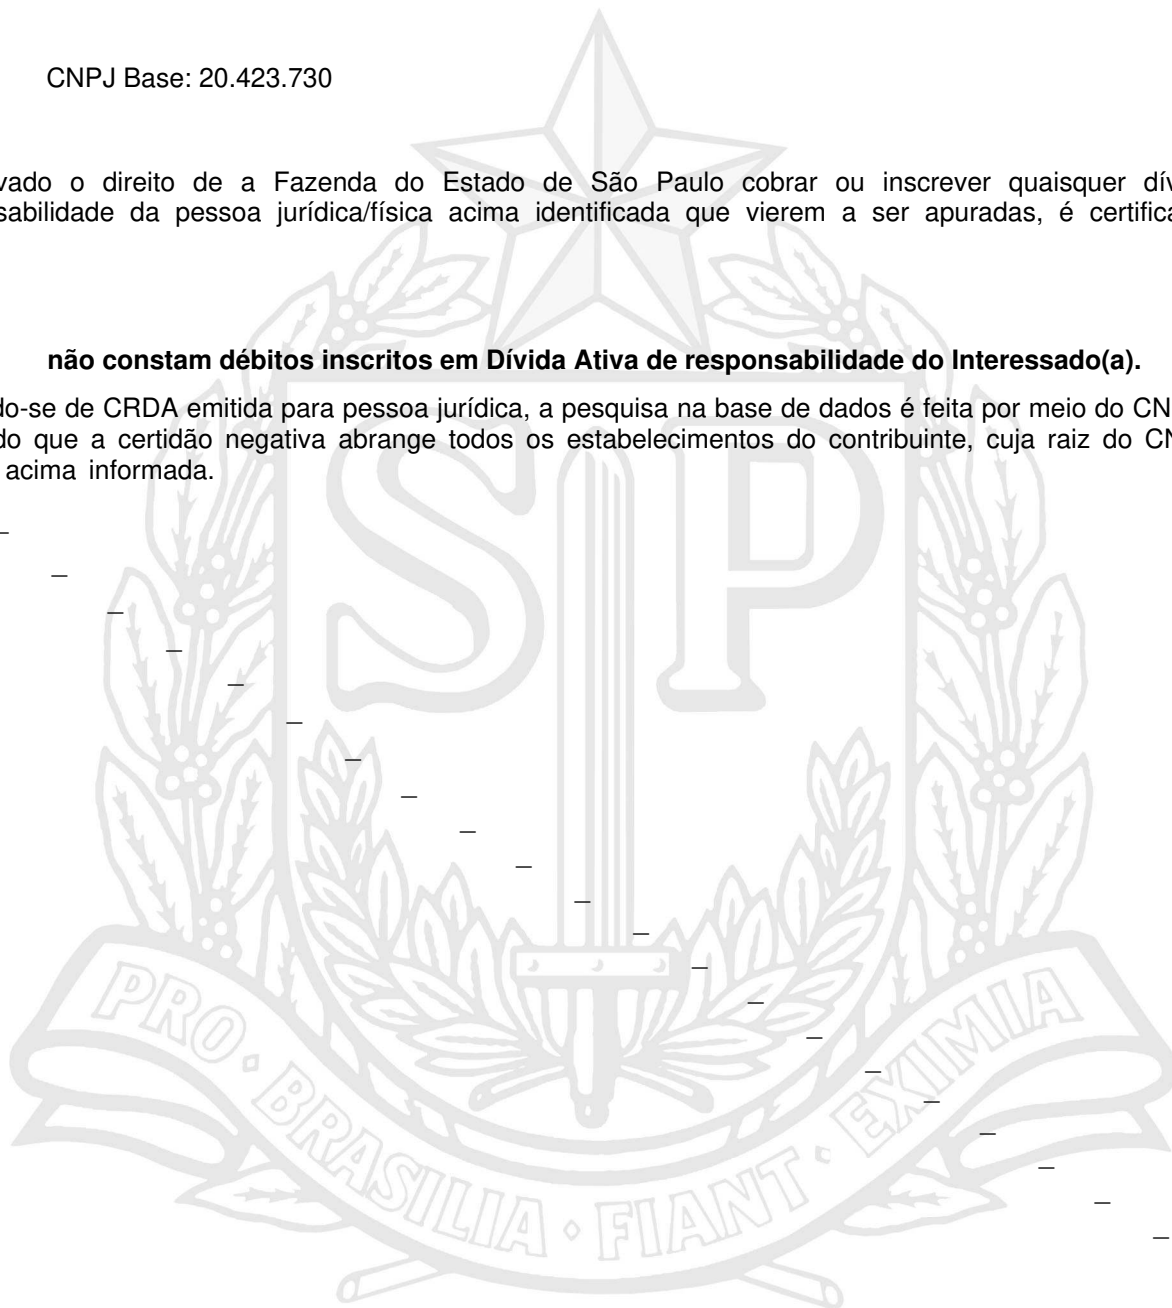 CNPJ Base: 20.423.730
vado o direito de a Fazenda do Estado de São Paulo cobrar ou inscrever quaisquer dív
sabilidade da pessoa jurídica/física acima identificada que vierem a ser apuradas, é certifica
não constam débitos inscritos em Dívida Ativa de responsabilidade do Interessado(a).
do-se de CRDA emitida para pessoa jurídica, a pesquisa na base de dados é feita por meio do CN
do que a certidão negativa abrange todos os estabelecimentos do contribuinte, cuja raiz do CN
acima informada.
SP
PRO · BRASILIA · FIANT · EXIMIA